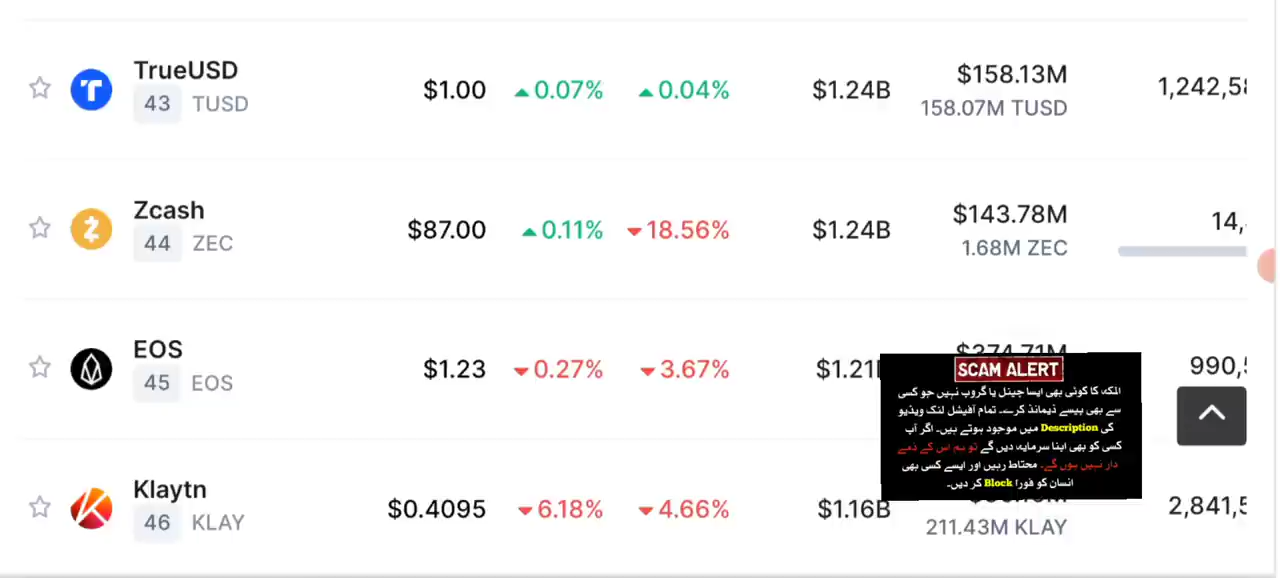 TrueUSD
43 TUSD
$1.00 0.07% 0.04% $1.24B $158.13M
158.07M TUSD
Zcash
44 ZEC
$87.00 0.11% 18.56% $1.24B $143.78M
1.68M ZEC
EOS
45 EOS
$1.23 0.27% 3.67%
Klaytn
46 KLAY
$0.4095 6.18% 4.66% $1.16B
211.43M KLAY
SCAM ALERT
کا کوئی بھی ایسا چینل یا گروپ نہیں جو کسی
سے بھی پیسے ڈیمانڈ کرے۔ تمام آفیشل لنک ویڈیو
کی Description میں موجود ہوتے ہیں۔ اگر آپ
کسی کو بھی اپنا سرمایہ دیں گے تو ہم اس کے ذمے
دار نہیں ہوں گے۔ محتاط رہیں اور ایسے کسی بھی
انسان کو فورا Block کر دیں۔